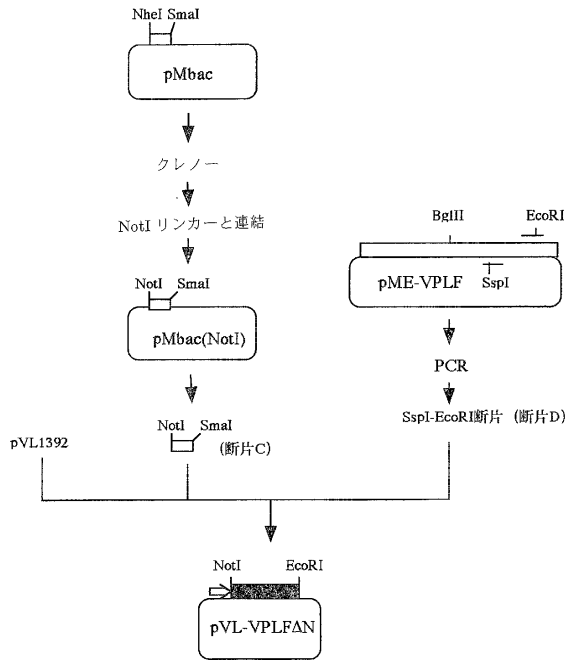 NheI SmaI
pMbac
クレノー
NotI リンカーと連結
NotI SmaI
pMbac(NotI)
NotI SmaI
(断片C)
BglII EcoRI
pME-VPLF SspI
PCR
SspI-EcoRI断片 (断片D)
pVL1392
NotI EcoRI
pVL-VPLFΔN